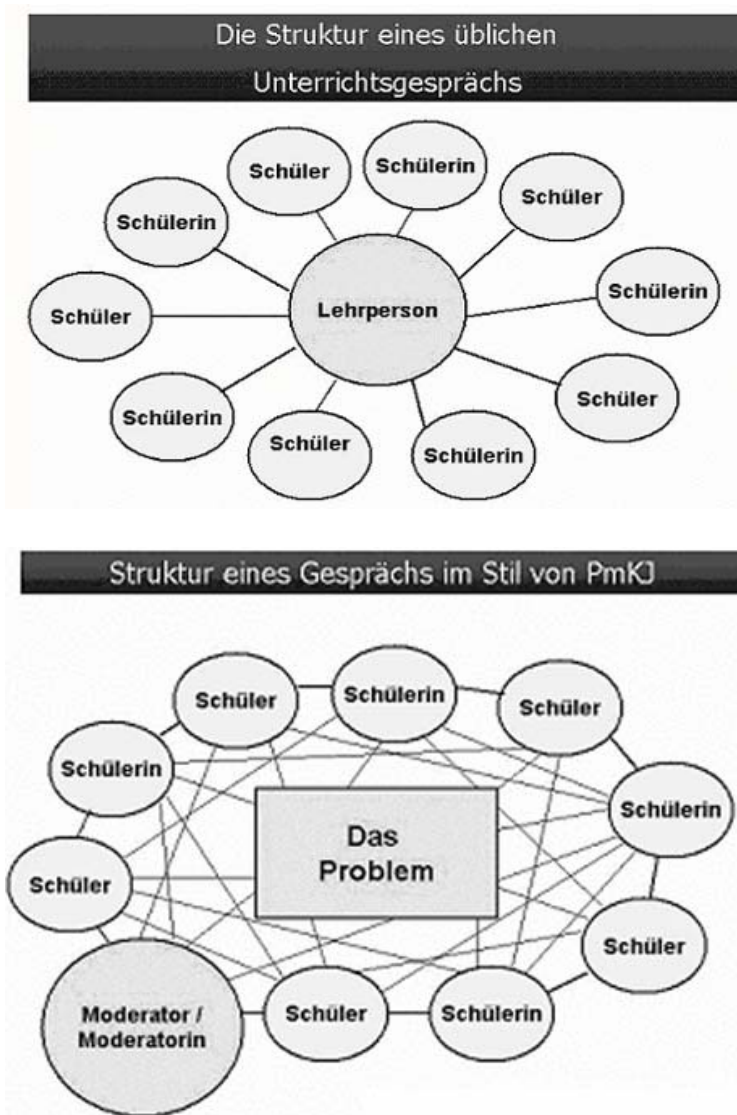 Die Struktur eines üblichen
Unterrichtsgesprächs
Schüler
Schülerin
Schülerin
Schüler
Schüler
Lehrperson
Schülerin
Schülerin
Schüler
Schüler
Schülerin
Struktur eines Gesprächs im Stil von PmKJ
Schüler
Schülerin
Schüler
Schülerin
Schülerin
Das
Problem
Schüler
Schüler
Moderator /
Moderatorin
Schüler
Schülerin